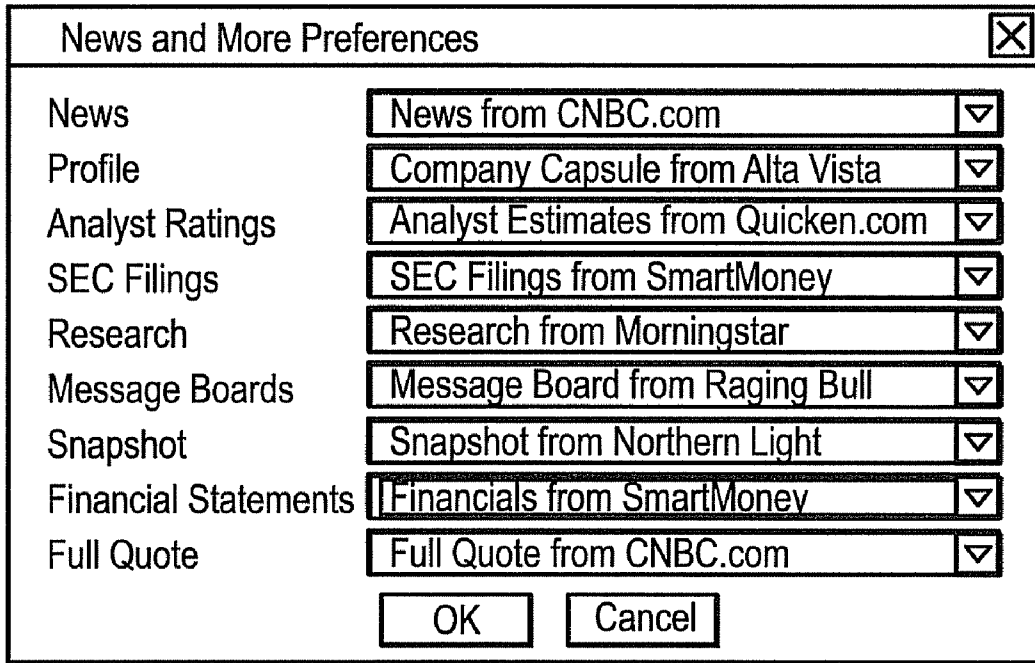 News and More Preferences
News News from CNBC.com
Profile Company Capsule from Alta Vista
Analyst Ratings Analyst Estimates from Quicken.com
SEC Filings SEC Filings from SmartMoney
Research Research from Morningstar
Message Boards Message Board from Raging Bull
Snapshot Snapshot from Northern Light
Financial Statements Financials from SmartMoney
Full Quote Full Quote from CNBC.com
OK Cancel